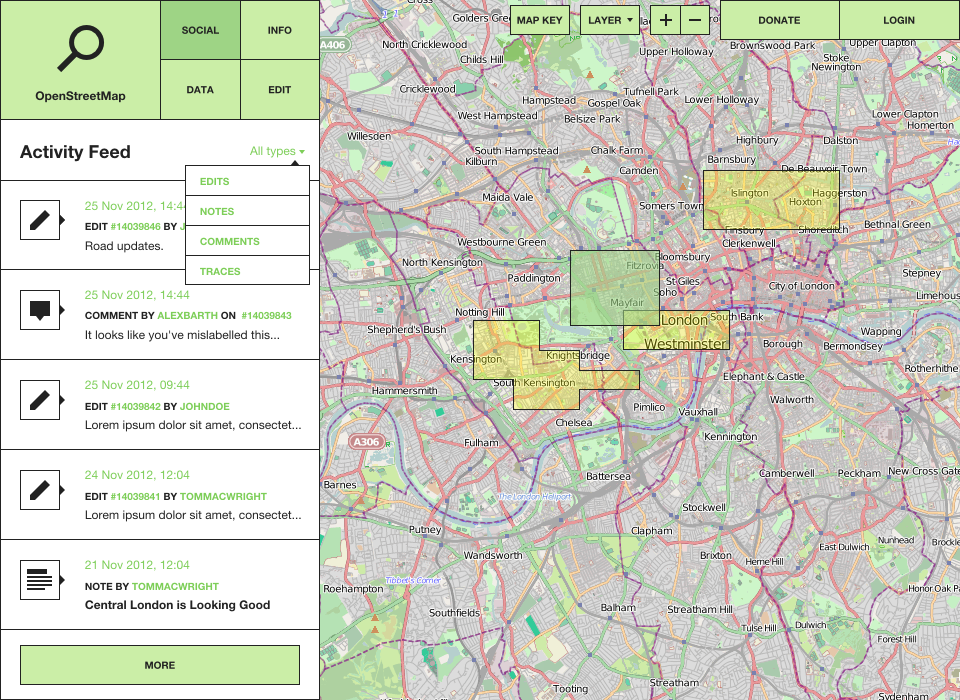 OpenStreetMap
SOCIAL
INFO
DATA
EDIT
Activity Feed
All types
EDITS
NOTES
COMMENTS
TRACES
25 Nov 2012, 14:44
EDIT #14039846 BY
Road updates.
25 Nov 2012, 14:44
COMMENT BY ALEXBARTH ON #14039843
It looks like you've mislabelled this...
25 Nov 2012, 09:44
EDIT #14039842 BY JOHNDOE
Lorem ipsum dolor sit amet, consectet...
24 Nov 2012, 12:04
EDIT #14039841 BY TOMMACWRIGHT
Lorem ipsum dolor sit amet, consectet...
21 Nov 2012, 12:04
NOTE BY TOMMACWRIGHT
Central London is Looking Good
MORE
MAP KEY
LAYER
DONATE
LOGIN
A406
North Cricklewood
Childs Hill
Golders
Upper Holloway
Brownswood Park
Upper Clapton
Stoke
Newington
Cricklewood
Hampstead
Gospel Oak
Tufnell Park
Lower Holloway
West Hampstead
Belsize Park
Lower Clapton
Homerton
Willesden
South Hampstead
Kilburn
Chalk Farm
Camden
Highbury
Dalston
Barnsbury
De Beauvoir Town
Maida Vale
Somers Town
Islington
Hoxton
Haggerston
Finsbury
Shoreditch
Bethnal Green
Clerkenwell
Westbourne Green
North Kensington
Paddington
Fitzrovia
Bloomsbury
St Giles
Soho
Mayfair
City of London
Stepney
Limehous
Notting Hill
Shepherd's Bush
London
South Bank
Westminster
Borough
Wapping
Bermondsey
Rotherhithe
Kensington
Knightsbridge
South Kensington
Elephant & Castle
Hammersmith
Walworth
Pimlico
Vauxhall
Chelsea
Kennington
A306
Fulham
Battersea
Camberwell
Peckham
New Cross Gate
Barnes
The London Heliport
Stockwell
Putney
Clapham
Brixton
Wandsworth
Herne Hill
East Dulwich
Nunhead
Brockle
Tibbet's Corner
Roehampton
Honor Oak Pa
Southfields
Balham
Streatham Hill
Tulse Hill
Dulwich
Forest Hill
Tooting
Streatham
Sydenham